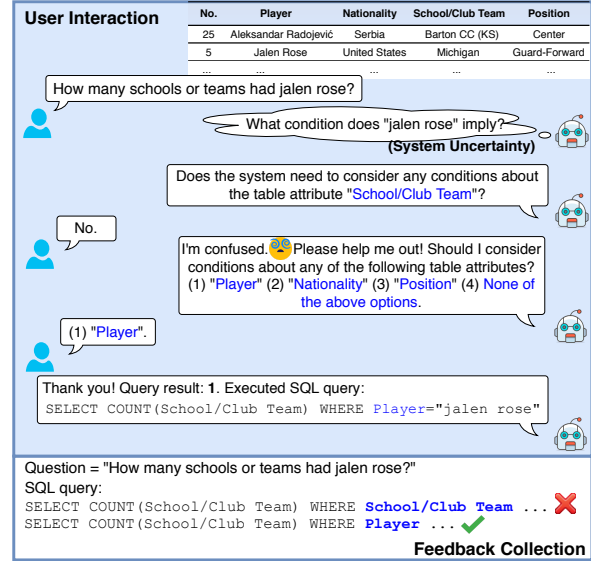 User Interaction
No. Player Nationality School/Club Team Position
25 Aleksandar Radojević Serbia Barton CC (KS) Center
5 Jalen Rose United States Michigan Guard-Forward
... ... ... ... ...
How many schools or teams had jalen rose?
What condition does "jalen rose" imply?
(System Uncertainty)
Does the system need to consider any conditions about
the table attribute "School/Club Team"?
No.
I'm confused. Please help me out! Should I consider
conditions about any of the following table attributes?
(1) "Player" (2) "Nationality" (3) "Position" (4) None of
the above options.
(1) "Player".
Thank you! Query result: 1. Executed SQL query:
SELECT COUNT(School/Club Team) WHERE Player="jalen rose"
Question = "How many schools or teams had jalen rose?"
SQL query:
SELECT COUNT(School/Club Team) WHERE School/Club Team ...
SELECT COUNT(School/Club Team) WHERE Player ...
Feedback Collection